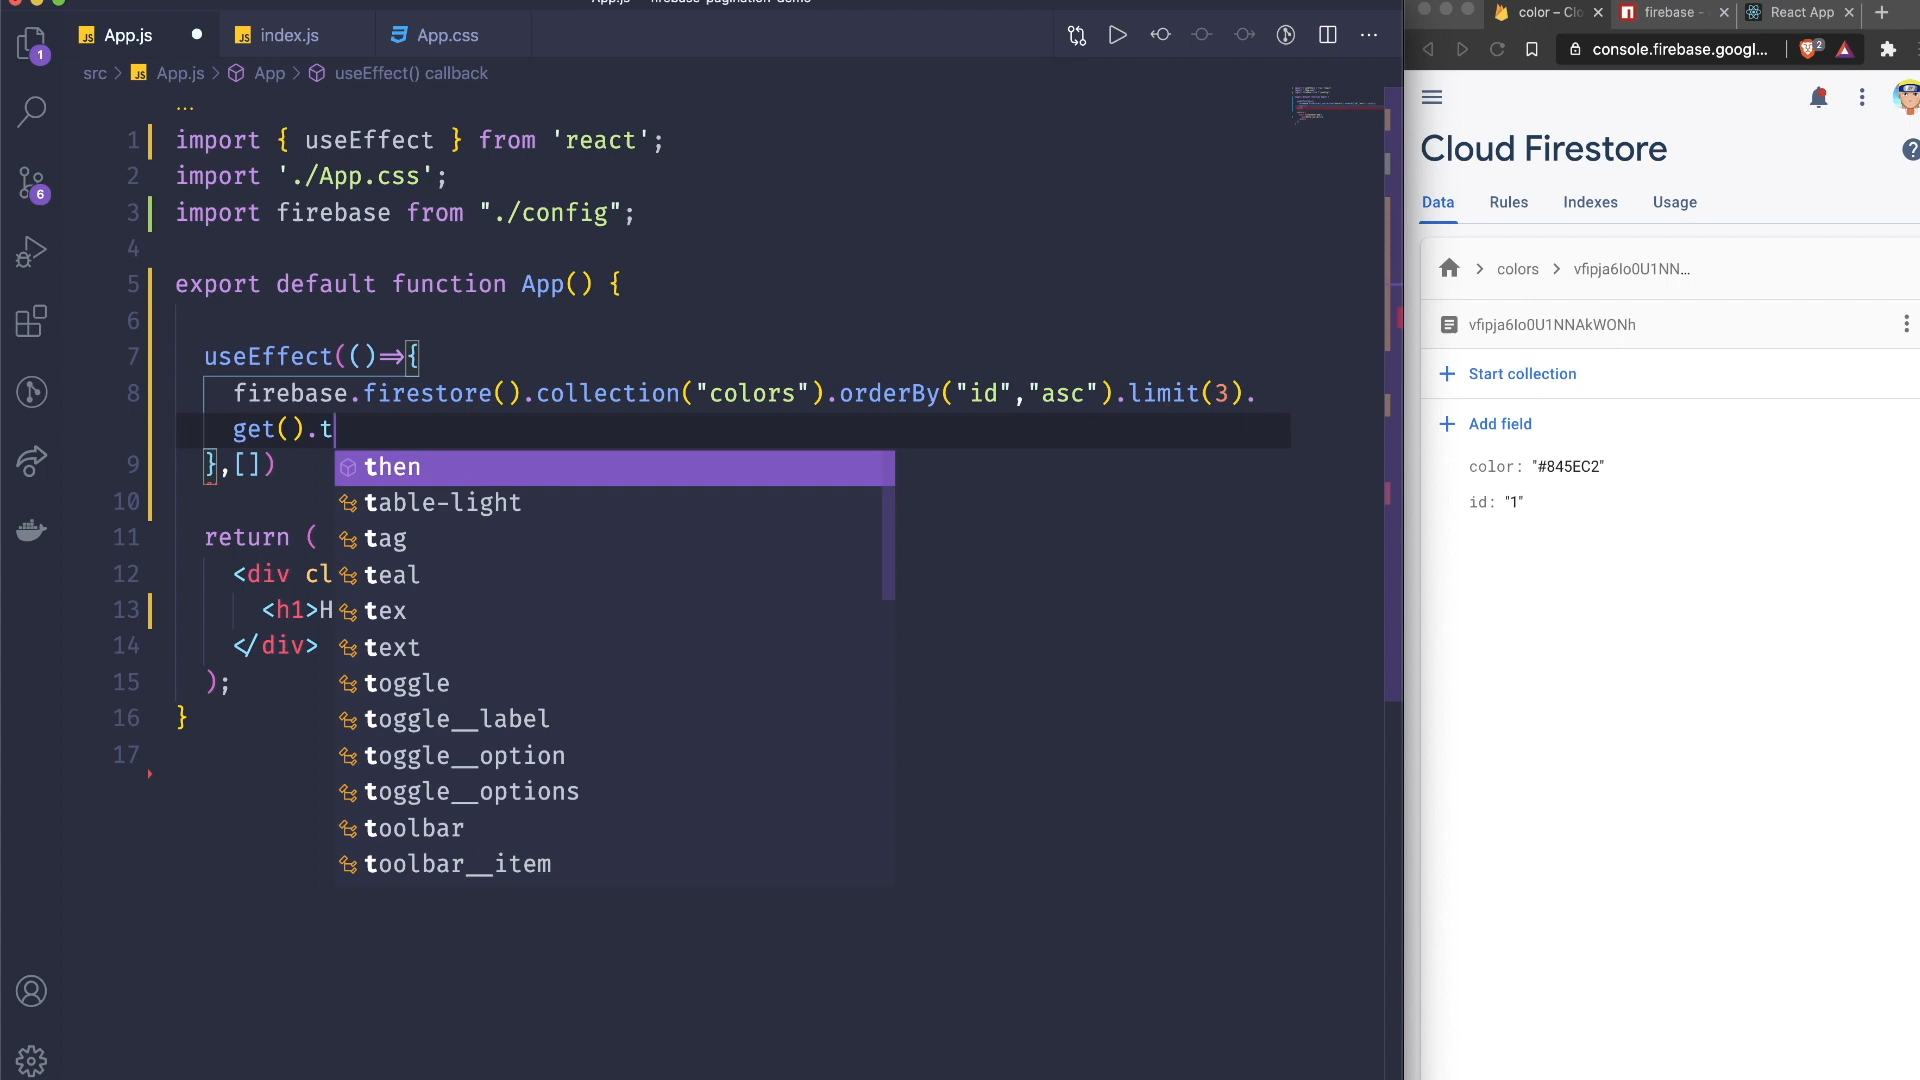 App.js
index.js
App.css
color – Clo
firebase -
React App
console.firebase.googl...
2
1
src > App.js > App > useEffect() callback
...
1 import { useEffect } from 'react';
2 import './App.css';
3 import firebase from "./config";
4
5 export default function App() {
6
7 useEffect(()=>{
8 firebase.firestore().collection("colors").orderBy("id","asc").limit(3).
get().t
9 },[])
10
11 return (
12 <div cl
13 <h1>H
14 </div>
15 );
16 }
17
then
table-light
tag
teal
tex
text
toggle
toggle__label
toggle__option
toggle__options
toolbar
toolbar__item
6
Cloud Firestore
Data Rules Indexes Usage
colors > vfipja6Io0U1NN...
vfipja6Io0U1NNAkWONh
+ Start collection
+ Add field
color: "#845EC2"
id: "1"